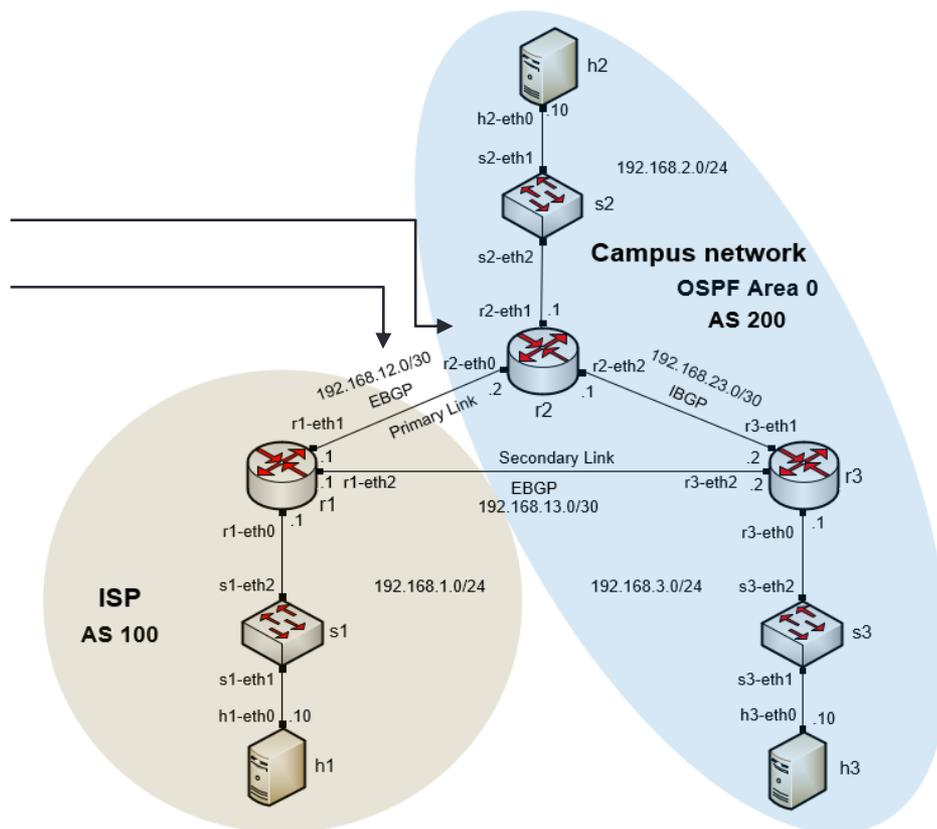 h2
.10
h2-eth0
s2-eth1
192.168.2.0/24
s2
s2-eth2
Campus network
OSPF Area 0
AS 200
r2-eth1
.1
192.168.12.0/30
EBGP
Primary Link
r2-eth0
.2
r2
r2-eth2
.1
192.168.23.0/30
IBGP
r1-eth1
.1
r3-eth1
.2
Secondary Link
.1
r1-eth2
r1
EBGP
192.168.13.0/30
r3-eth2
.2
r3
r1-eth0
.1
r3-eth0
.1
s1-eth2
192.168.1.0/24
192.168.3.0/24
s3-eth2
ISP
AS 100
s1
s3
s1-eth1
s3-eth1
h1-eth0
.10
h3-eth0
.10
h1
h3